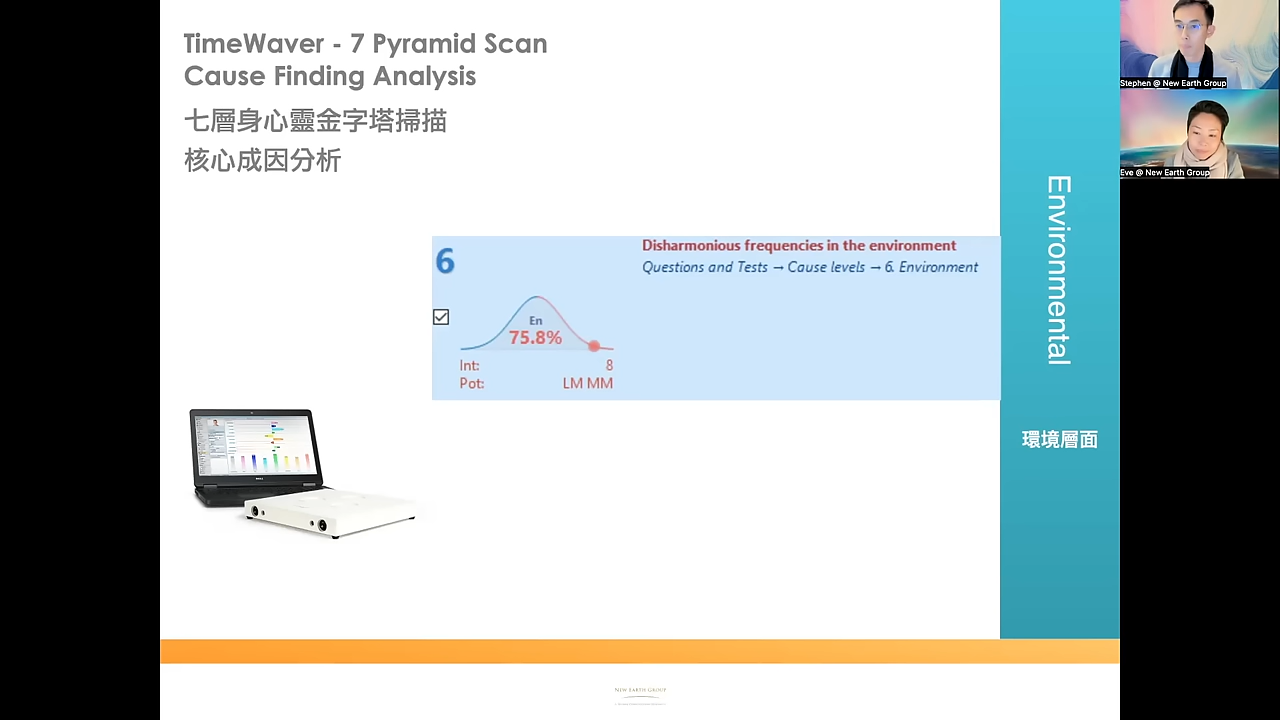 TimeWaver - 7 Pyramid Scan
Cause Finding Analysis
七層身心靈金字塔掃描
核心成因分析
6
Disharmonious frequencies in the environment
Questions and Tests → Cause levels → 6. Environment
En
75.8%
Int: 8
Pot: LM MM
Environmental
環境層面
Stephen @ New Earth Group
Eve @ New Earth Group
NEW EARTH GROUP